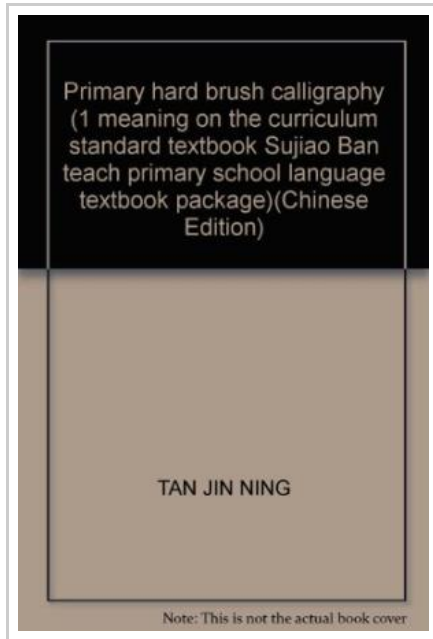 Primary hard brush calligraphy
(1 meaning on the curriculum
standard textbook Sujiao Ban
teach primary school language
textbook package)(Chinese
Edition)
TAN JIN NING
Note: This is not the actual book cover